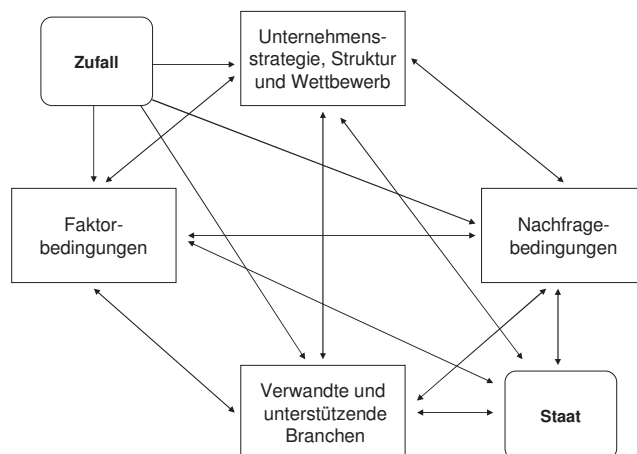 Zufall
Unternehmens-
strategie, Struktur
und Wettbewerb
Faktor-
bedingungen
Nachfrage-
bedingungen
Verwandte und
unterstützende
Branchen
Staat